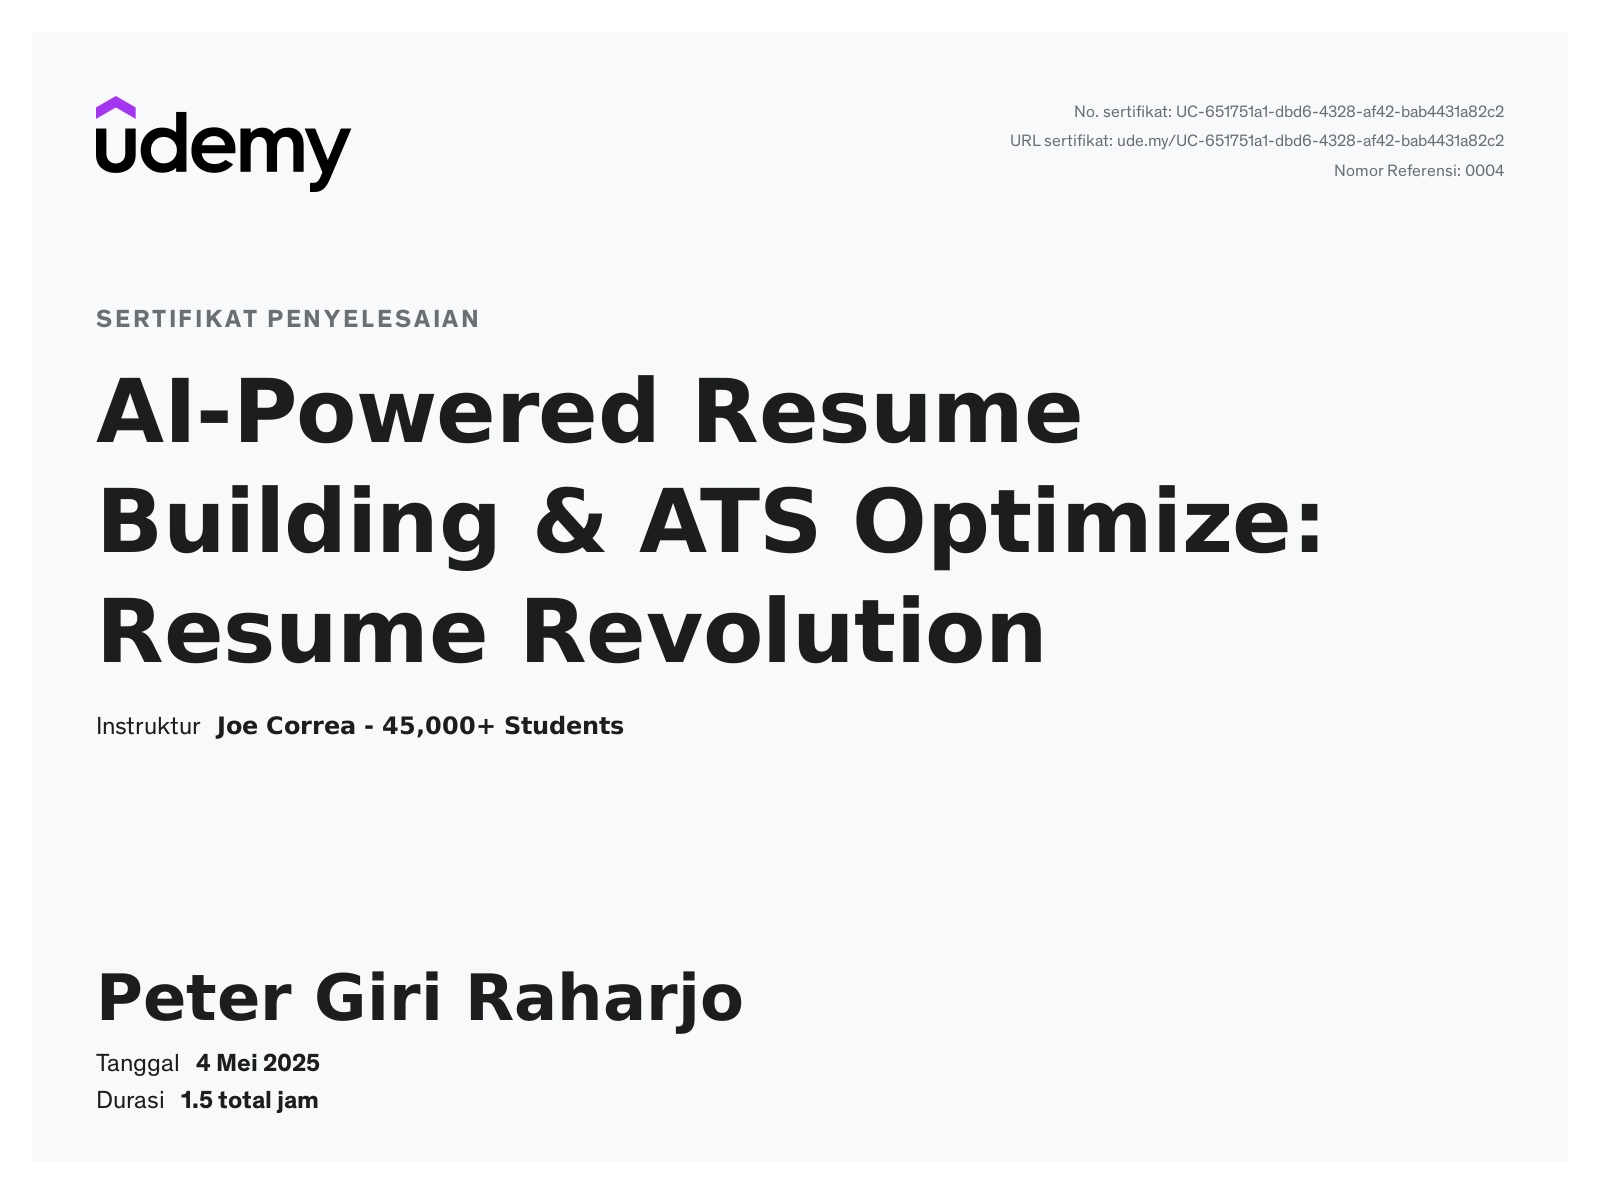 udemy
No. sertifikat: UC-651751a1-dbd6-4328-af42-bab4431a82c2
URL sertifikat: ude.my/UC-651751a1-dbd6-4328-af42-bab4431a82c2
Nomor Referensi: 0004
SERTIFIKAT PENYELESAIAN
AI-Powered Resume
Building & ATS Optimize:
Resume Revolution
Instruktur Joe Correa - 45,000+ Students
Peter Giri Raharjo
Tanggal 4 Mei 2025
Durasi 1.5 total jam